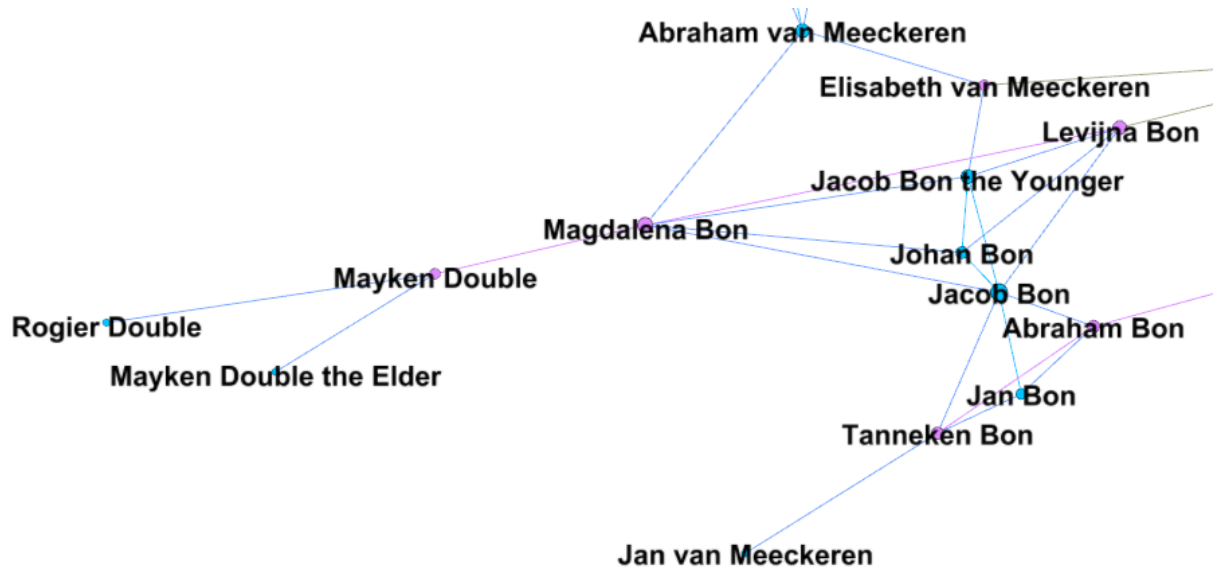 Abraham van Meeckeren
Elisabeth van Meeckeren
Levijna Bon
Jacob Bon the Younger
Magdalena Bon
Johan Bon
Mayken Double
Jacob Bon
Rogier Double
Abraham Bon
Mayken Double the Elder
Jan Bon
Tanneken Bon
Jan van Meeckeren